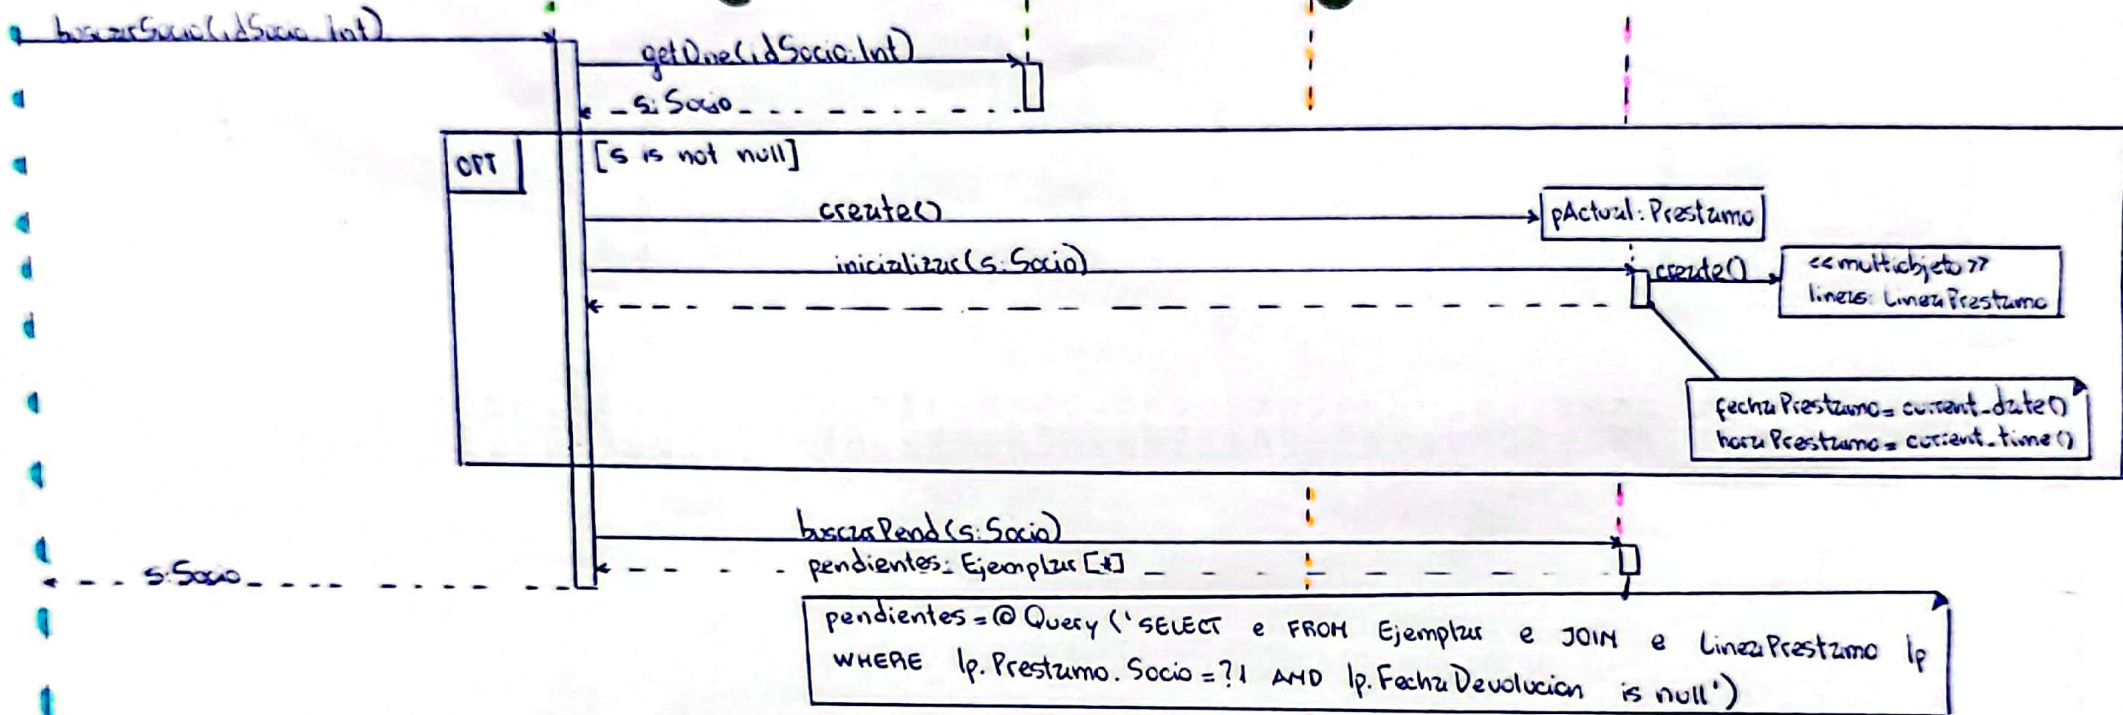 buscarSocio(idSocio.Int)
getOne(idSocio:Int)
s:Socio
OPT
[s is not null]
create()
pActual:Prestamo
inicializar(s:Socio)
create()
<<multiobjeto>>
lineas: LineaPrestamo
fechaPrestamo=current_date()
horaPrestamo=current_time()
buscarPend(s:Socio)
pendientes:Ejemplar[*]
s:Socio
pendientes=@Query('SELECT e FROM Ejemplar e JOIN e LineaPrestamo lp
WHERE lp.Prestamo.Socio=?1 AND lp.FechaDevolucion is null')